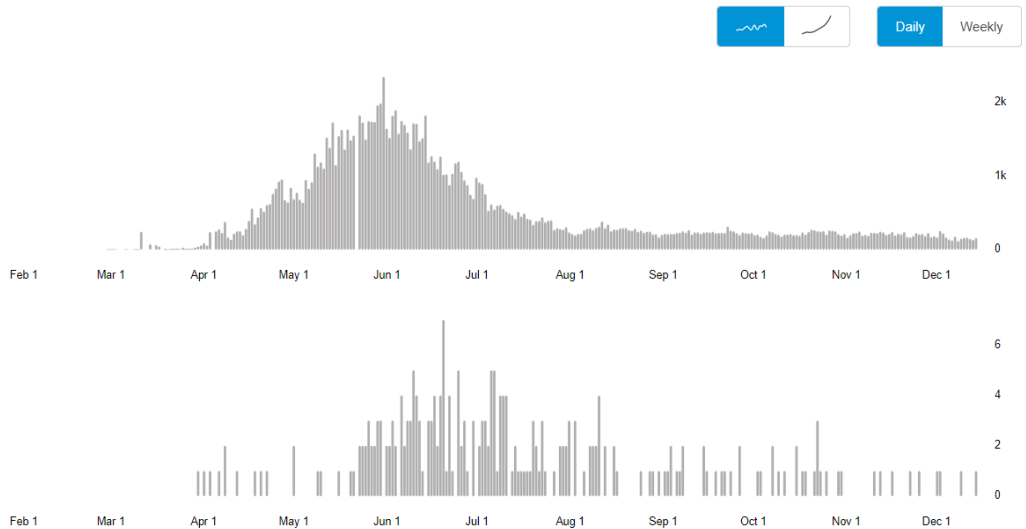 Daily Weekly
2k
1k
0
Feb 1 Mar 1 Apr 1 May 1 Jun 1 Jul 1 Aug 1 Sep 1 Oct 1 Nov 1 Dec 1
6
4
2
0
Feb 1 Mar 1 Apr 1 May 1 Jun 1 Jul 1 Aug 1 Sep 1 Oct 1 Nov 1 Dec 1